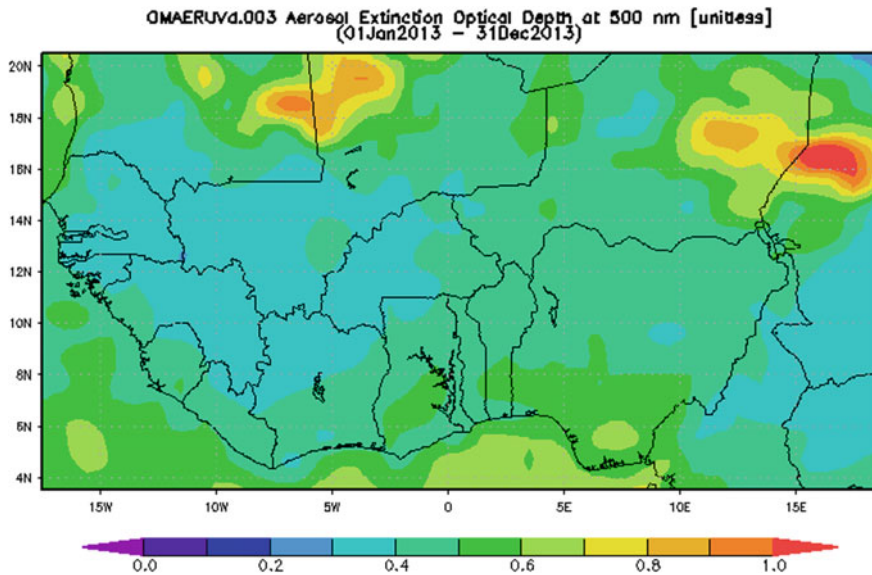 OMAERUVd.003 Aerosol Extinction Optical Depth at 500 nm [unitless]
(01Jan2013 - 31Dec2013)
20N
18N
16N
14N
12N
10N
8N
6N
4N
15W 10W 5W 0 5E 10E 15E
0.0 0.2 0.4 0.6 0.8 1.0